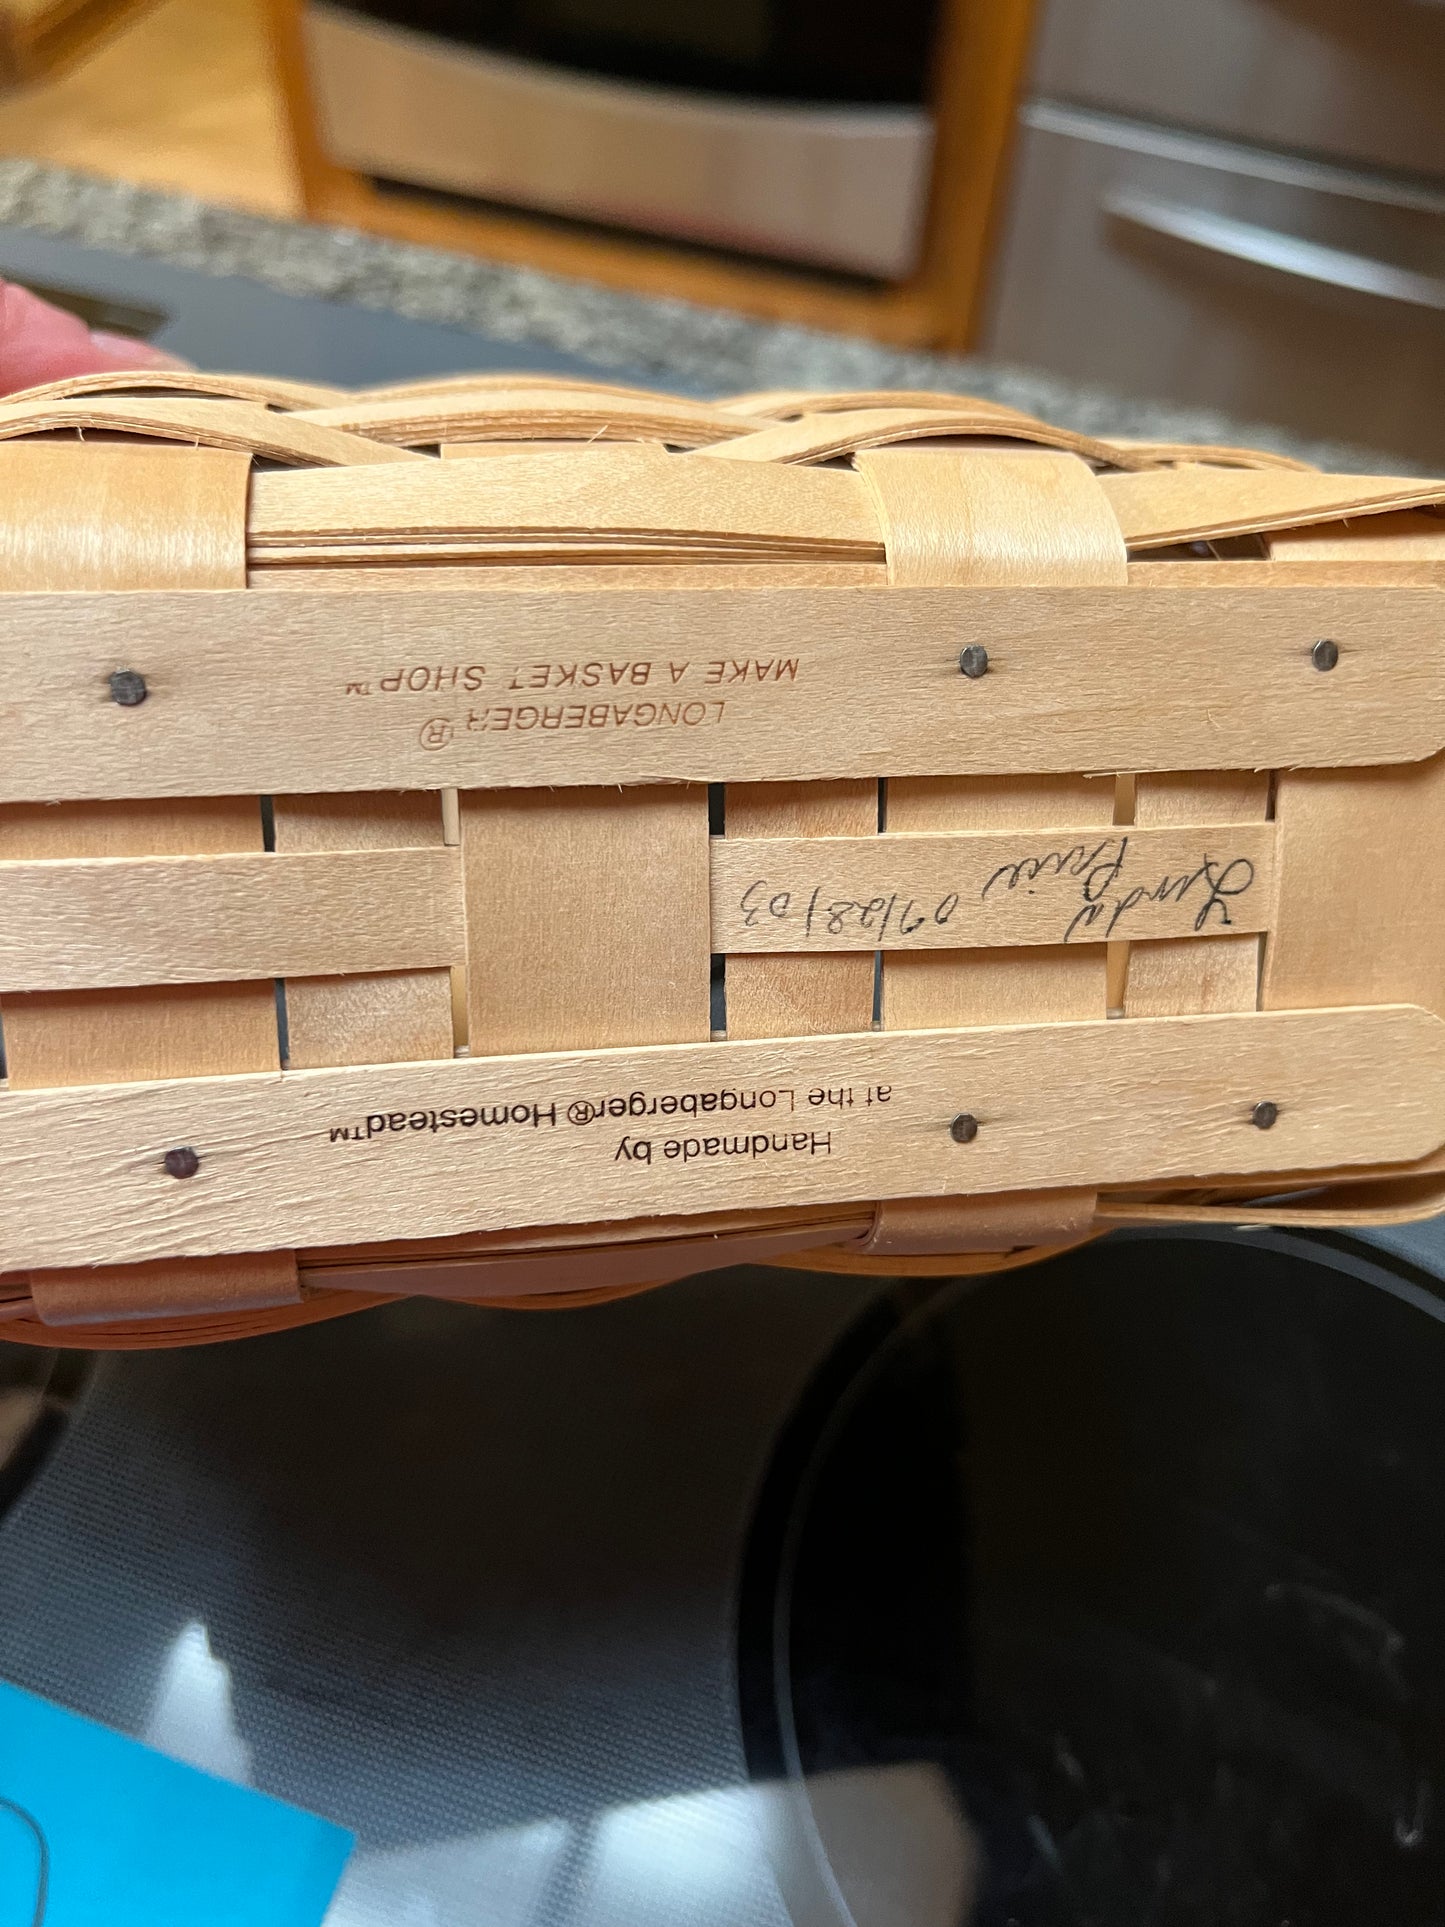 Handmade by
at the Longaberger® Homestead™
Linda
Price 09/28/03
LONGABERGER®
MAKE A BASKET SHOP™